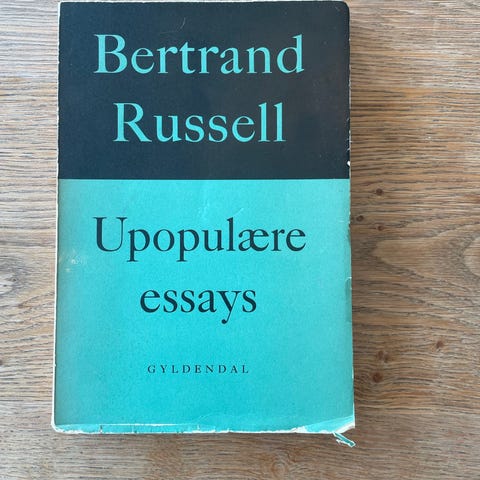 Bertrand
Russell
Upopulære
essays
GYLDENDAL